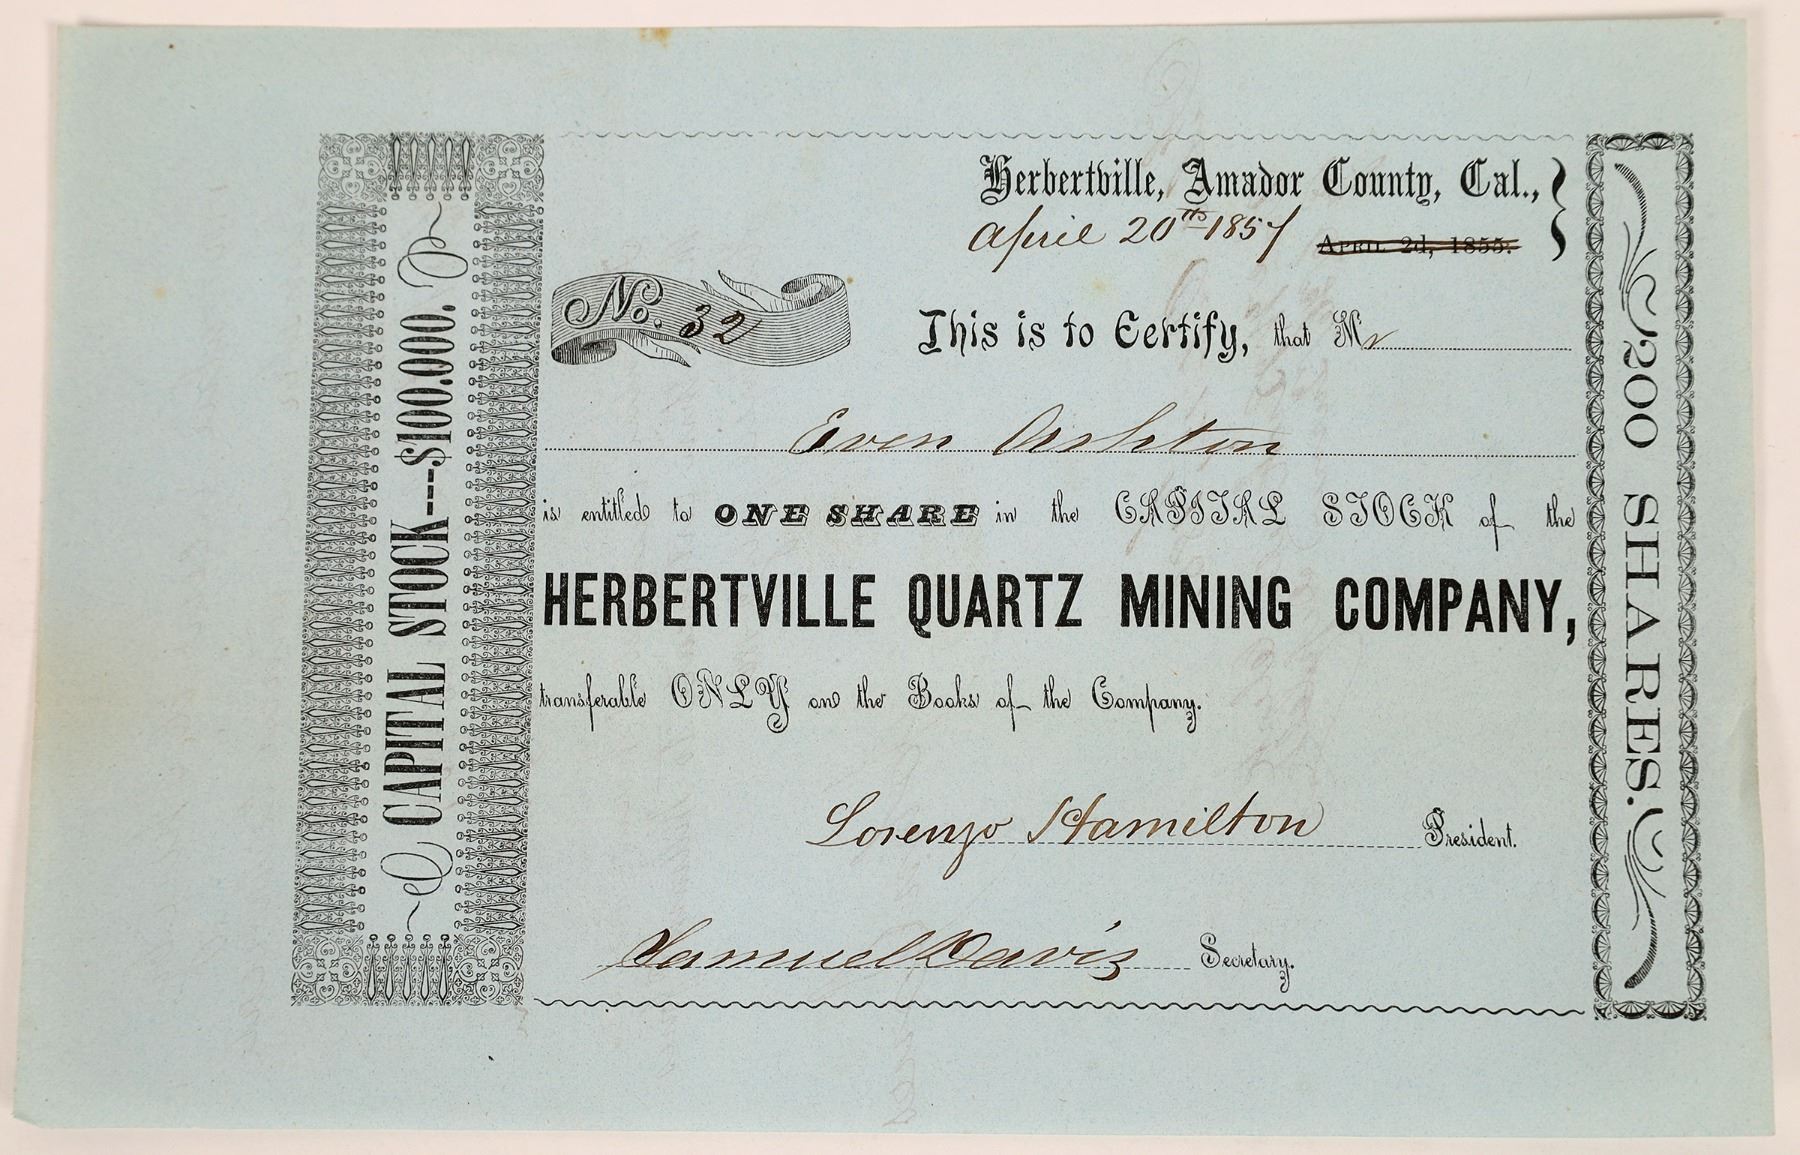 Herbertville, Amador County, Cal.,
April 20th 1857 April 2d, 1855.
No. 32
This is to Certify, that Mr
Even Ashton
is entitled to ONE SHARE in the CAPITAL STOCK of the
HERBERTVILLE QUARTZ MINING COMPANY,
transferable ONLY on the Books of the Company.
Lorenzo Hamilton President.
Samuel Davis Secretary.
CAPITAL STOCK---$100.000.
200 SHARES.